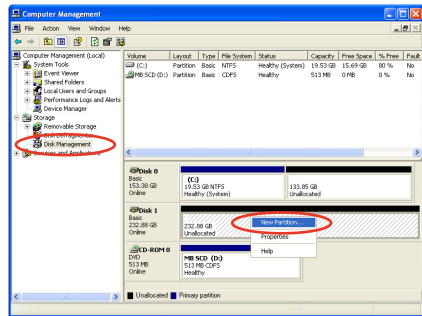 Computer Management
File Action View Window Help
Computer Management (Local)
System Tools
Event Viewer
Shared Folders
Local Users and Groups
Performance Logs and Alerts
Device Manager
Storage
Removable Storage
Disk Defragmenter
Disk Management
Services and Applications
Volume Layout Type File System Status Capacity Free Space % Free Fault
(C:) Partition Basic NTFS Healthy (System) 19.53 GB 15.69 GB 80 % No
MB SCD (D:) Partition Basic CDFS Healthy 513 MB 0 MB 0 % No
Disk 0
Basic
153.38 GB
Online
(C:)
19.53 GB NTFS
Healthy (System)
133.85 GB
Unallocated
Disk 1
Basic
232.88 GB
Online
232.88 GB
Unallocated
New Partition...
Properties
Help
CD-ROM 0
DVD
513 MB
Online
MB SCD (D:)
513 MB CDFS
Healthy
Unallocated Primary partition